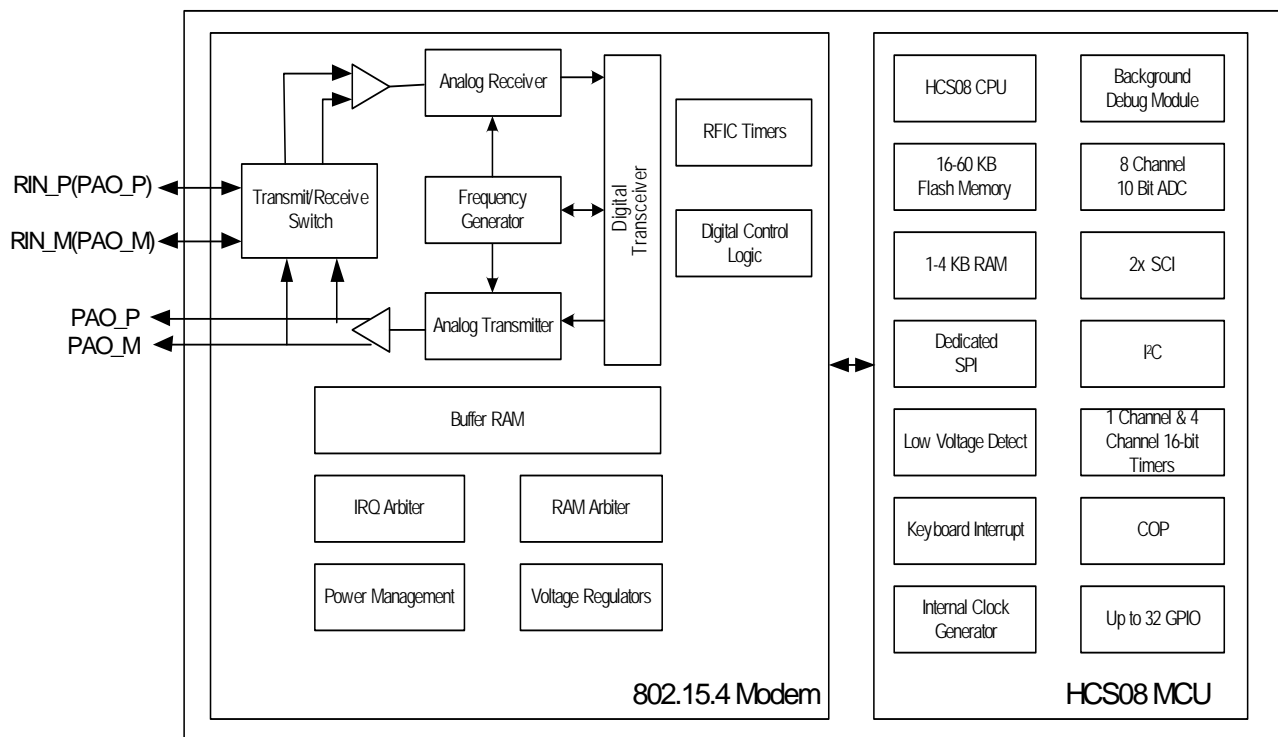 RIN_P(PAO_P)
RIN_M(PAO_M)
PAO_P
PAO_M
Transmit/Receive
Switch
Analog Receiver
Frequency
Generator
Analog Transmitter
Digital
Transceiver
RFIC Timers
Digital Control
Logic
Buffer RAM
IRQ Arbiter
RAM Arbiter
Power Management
Voltage Regulators
802.15.4 Modem
HCS08 CPU
Background
Debug Module
16-60 KB
Flash Memory
8 Channel
10 Bit ADC
1-4 KB RAM
2x SCI
Dedicated
SPI
I²C
Low Voltage Detect
1 Channel & 4
Channel 16-bit
Timers
Keyboard Interrupt
COP
Internal Clock
Generator
Up to 32 GPIO
HCS08 MCU